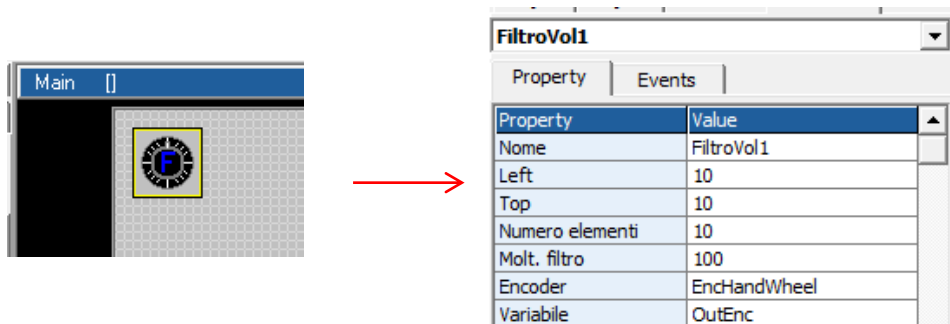 Main []
F
FiltroVol1
Property Events
Property Value
Nome FiltroVol1
Left 10
Top 10
Numero elementi 10
Molt. filtro 100
Encoder EncHandWheel
Variabile OutEnc